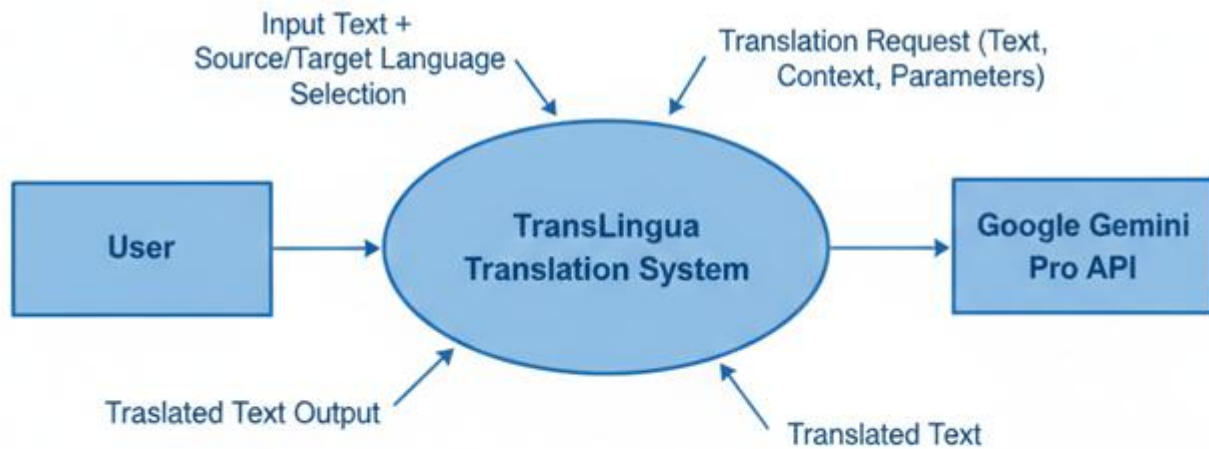 Input Text +
Source/Target Language
Selection
Translation Request (Text,
Context, Parameters)
User
TransLingua
Translation System
Google Gemini
Pro API
Traslated Text Output
Translated Text